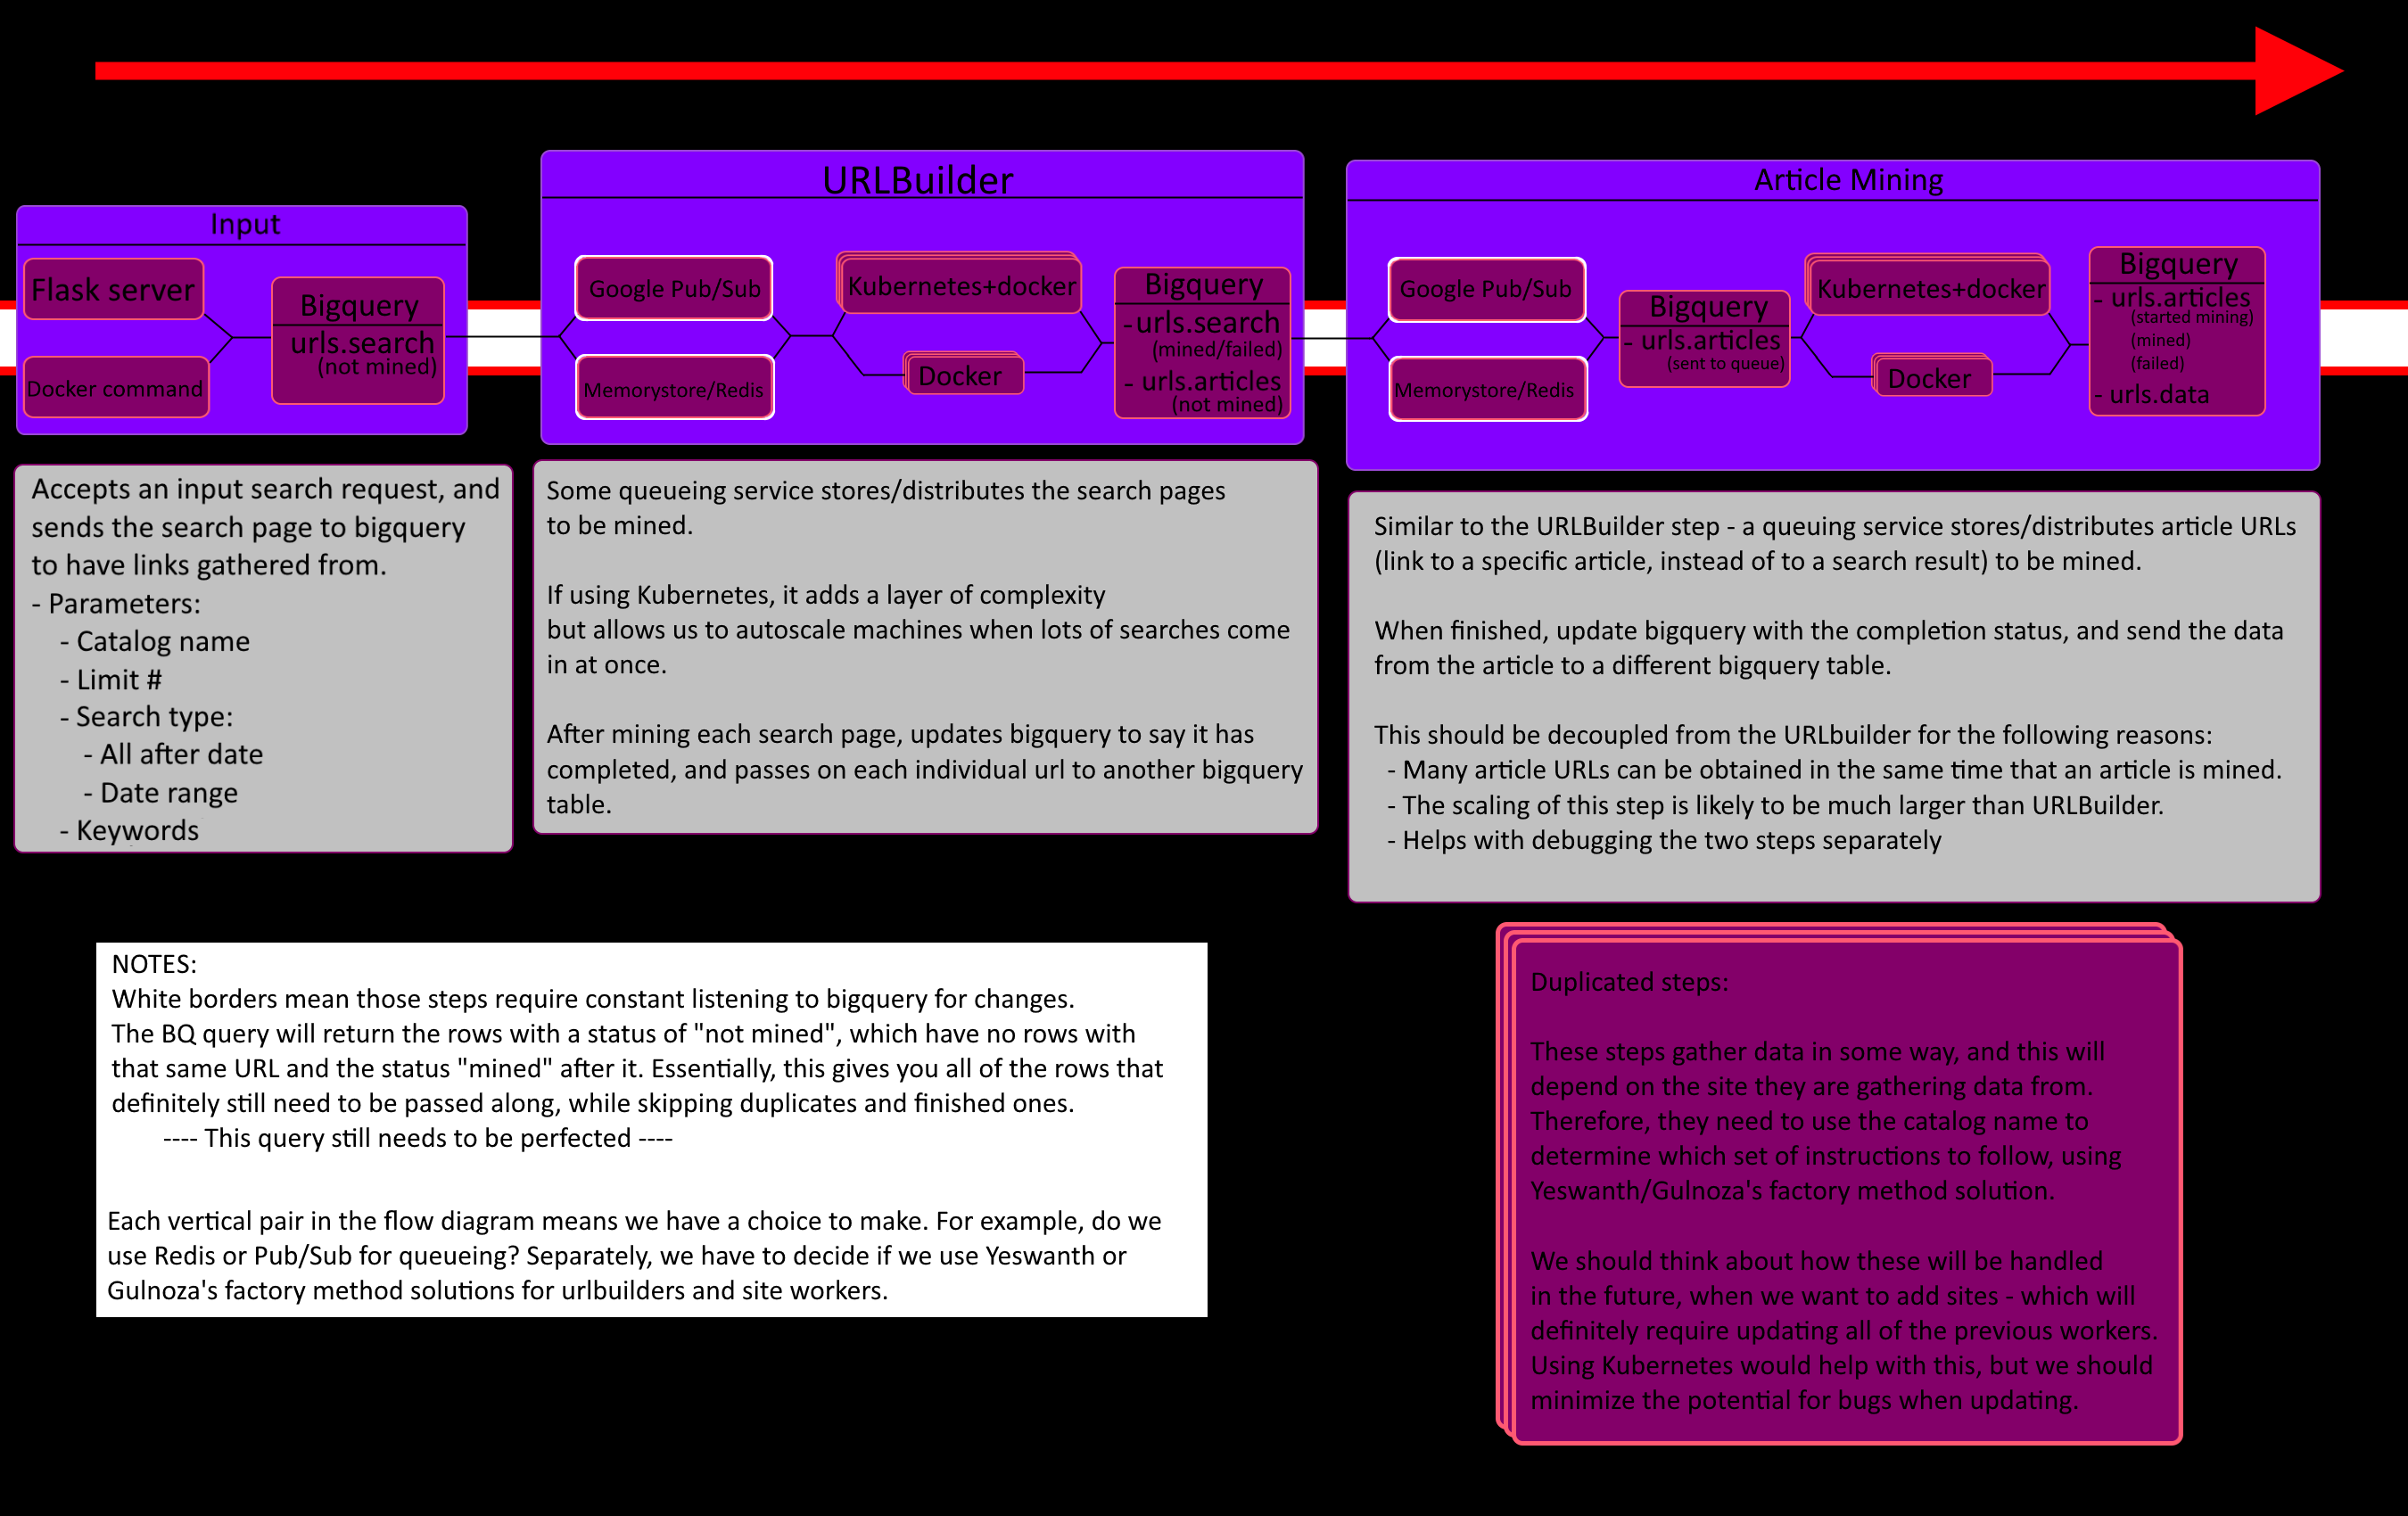 Input
Flask server
Docker command
Bigquery
urls.search
(not mined)
URLBuilder
Google Pub/Sub
Memorystore/Redis
Kubernetes+docker
Docker
Bigquery
-urls.search
(mined/failed)
- urls.articles
(not mined)
Article Mining
Google Pub/Sub
Memorystore/Redis
Bigquery
- urls.articles
(sent to queue)
Kubernetes+docker
Docker
Bigquery
- urls.articles
(started mining)
(mined)
(failed)
- urls.data
Accepts an input search request, and
sends the search page to bigquery
to have links gathered from.
- Parameters:
- Catalog name
- Limit #
- Search type:
- All after date
- Date range
- Keywords
Some queueing service stores/distributes the search pages
to be mined.
If using Kubernetes, it adds a layer of complexity
but allows us to autoscale machines when lots of searches come
in at once.
After mining each search page, updates bigquery to say it has
completed, and passes on each individual url to another bigquery
table.
Similar to the URLBuilder step - a queuing service stores/distributes article URLs
(link to a specific article, instead of to a search result) to be mined.
When finished, update bigquery with the completion status, and send the data
from the article to a different bigquery table.
This should be decoupled from the URLbuilder for the following reasons:
- Many article URLs can be obtained in the same time that an article is mined.
- The scaling of this step is likely to be much larger than URLBuilder.
- Helps with debugging the two steps separately
NOTES:
White borders mean those steps require constant listening to bigquery for changes.
The BQ query will return the rows with a status of "not mined", which have no rows with
that same URL and the status "mined" after it. Essentially, this gives you all of the rows that
definitely still need to be passed along, while skipping duplicates and finished ones.
---- This query still needs to be perfected ----
Each vertical pair in the flow diagram means we have a choice to make. For example, do we
use Redis or Pub/Sub for queueing? Separately, we have to decide if we use Yeswanth or
Gulnoza's factory method solutions for urlbuilders and site workers.
Duplicated steps:
These steps gather data in some way, and this will
depend on the site they are gathering data from.
Therefore, they need to use the catalog name to
determine which set of instructions to follow, using
Yeswanth/Gulnoza's factory method solution.
We should think about how these will be handled
in the future, when we want to add sites - which will
definitely require updating all of the previous workers.
Using Kubernetes would help with this, but we should
minimize the potential for bugs when updating.